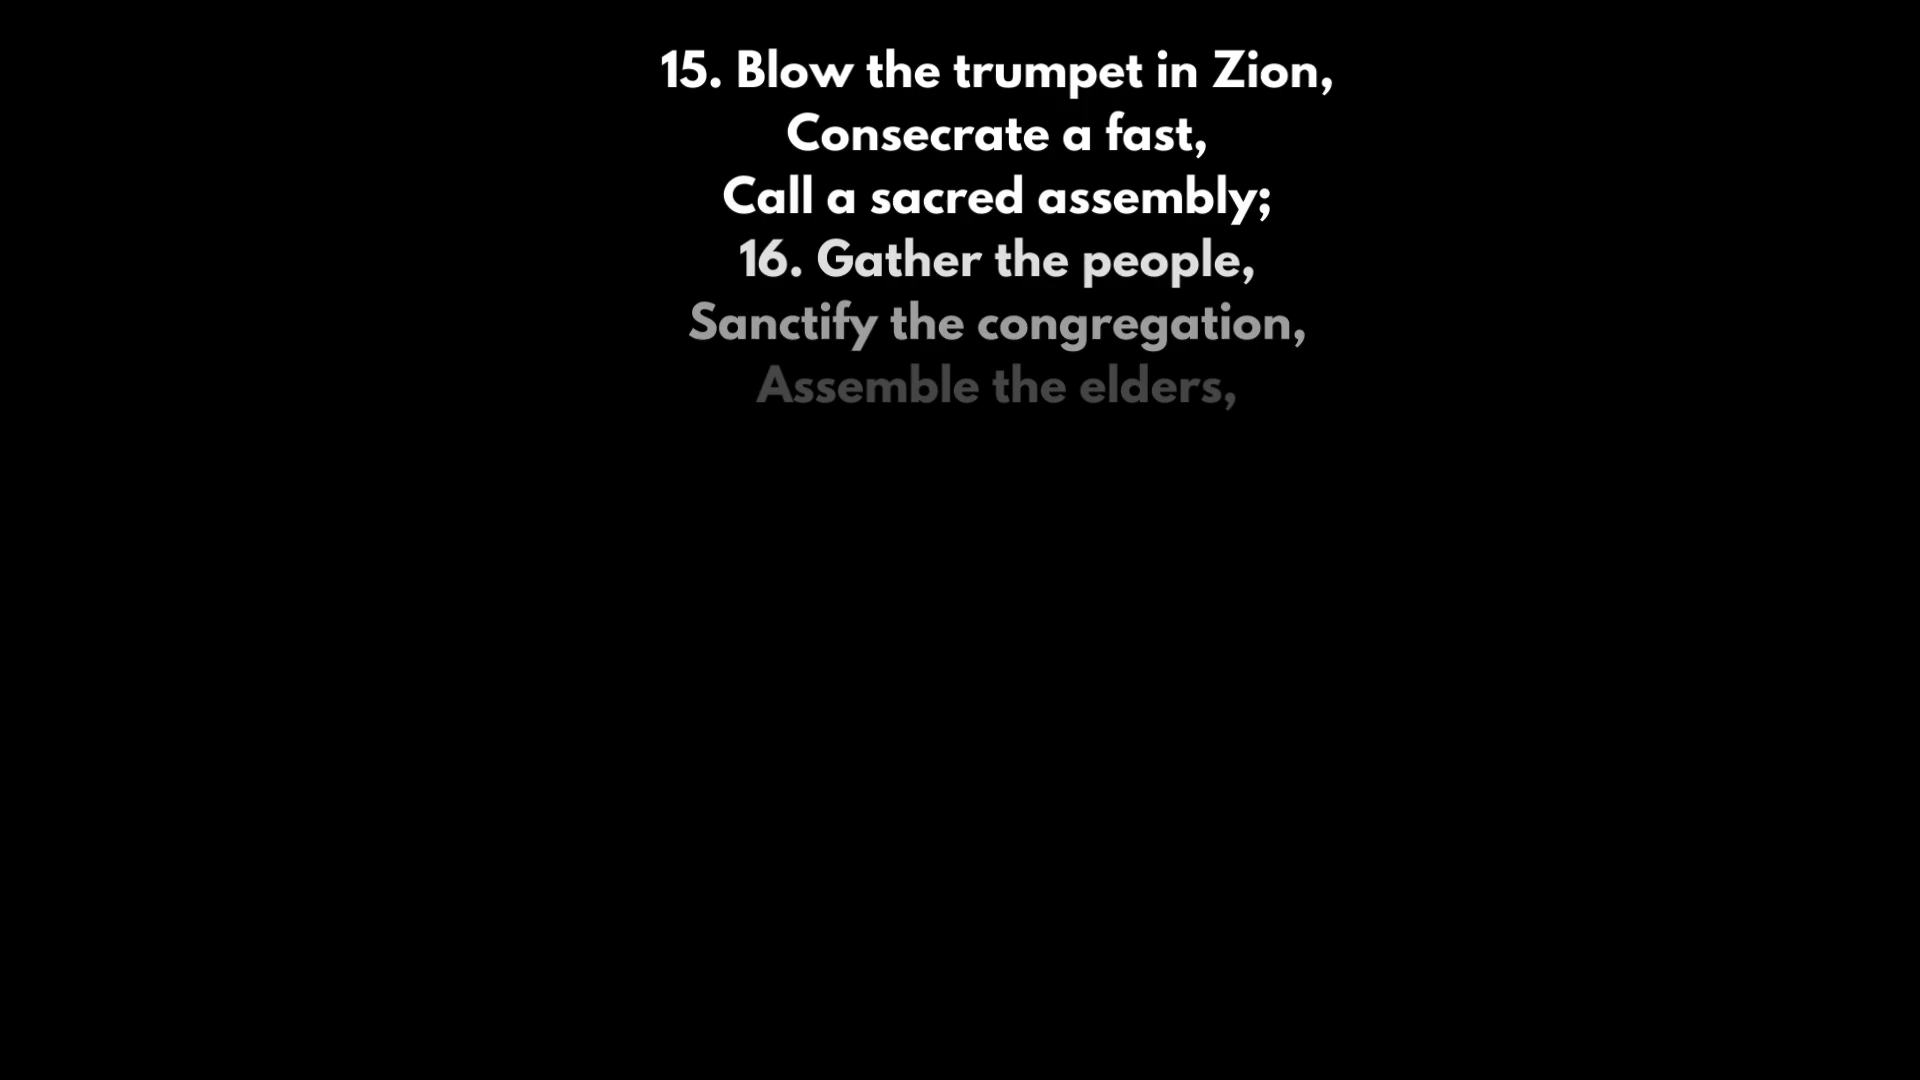 15. Blow the trumpet in Zion,
Consecrate a fast,
Call a sacred assembly;
16. Gather the people,
Sanctify the congregation,
Assemble the elders,